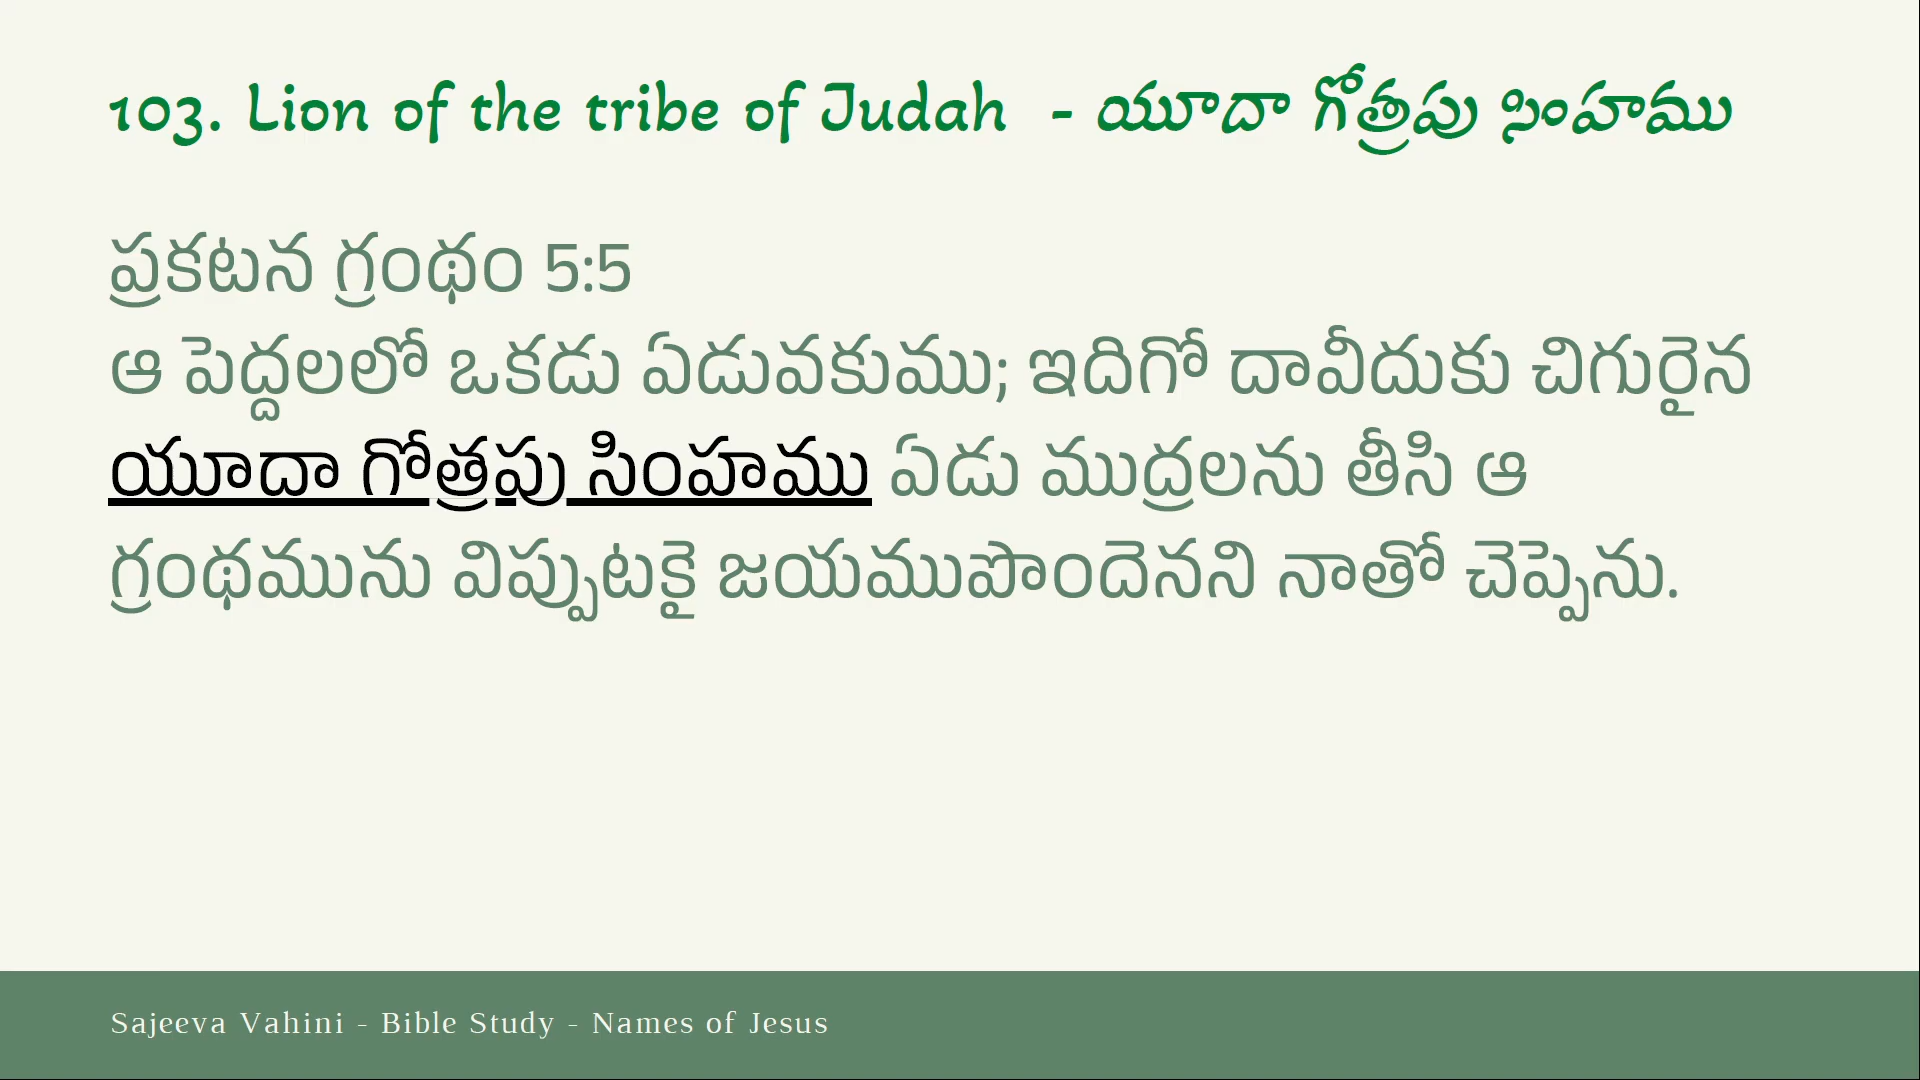 103. Lion of the tribe of Judah - యూదా గోత్రపు సింహము
ప్రకటన గ్రంథం 5:5
ఆ పెద్దలలో ఒకడు ఏడువకుము; ఇదిగో దావీదుకు చిగురైన
యూదా గోత్రపు సింహము ఏడు ముద్రలను తీసి ఆ
గ్రంథమును విప్పుటకై జయముపొందెనని నాతో చెప్పెను.
Sajeeva Vahini - Bible Study - Names of Jesus